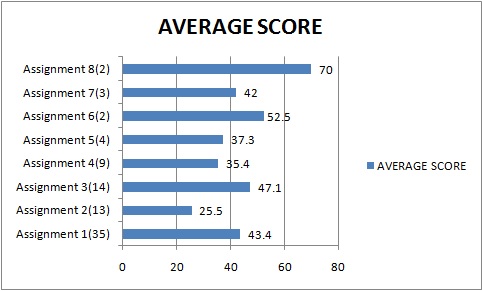 AVERAGE SCORE
Assignment 8(2) 70
Assignment 7(3) 42
Assignment 6(2) 52.5
Assignment 5(4) 37.3
Assignment 4(9) 35.4
Assignment 3(14) 47.1
Assignment 2(13) 25.5
Assignment 1(35) 43.4
0 20 40 60 80
AVERAGE SCORE